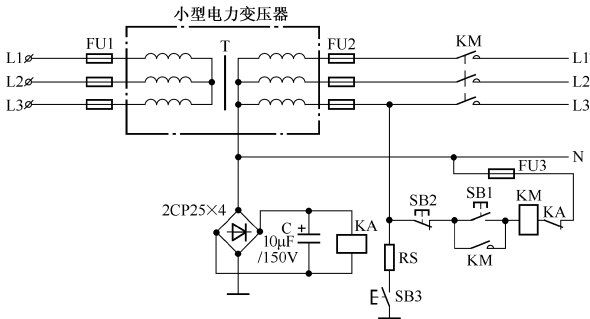 小型电力变压器
FU1 T FU2 KM
L1 L1
L2 L2
L3 L3
N
FU3
2CP25×4 SB2 SB1 KM KA
C + KA
10μF
/150V RS KM
SB3